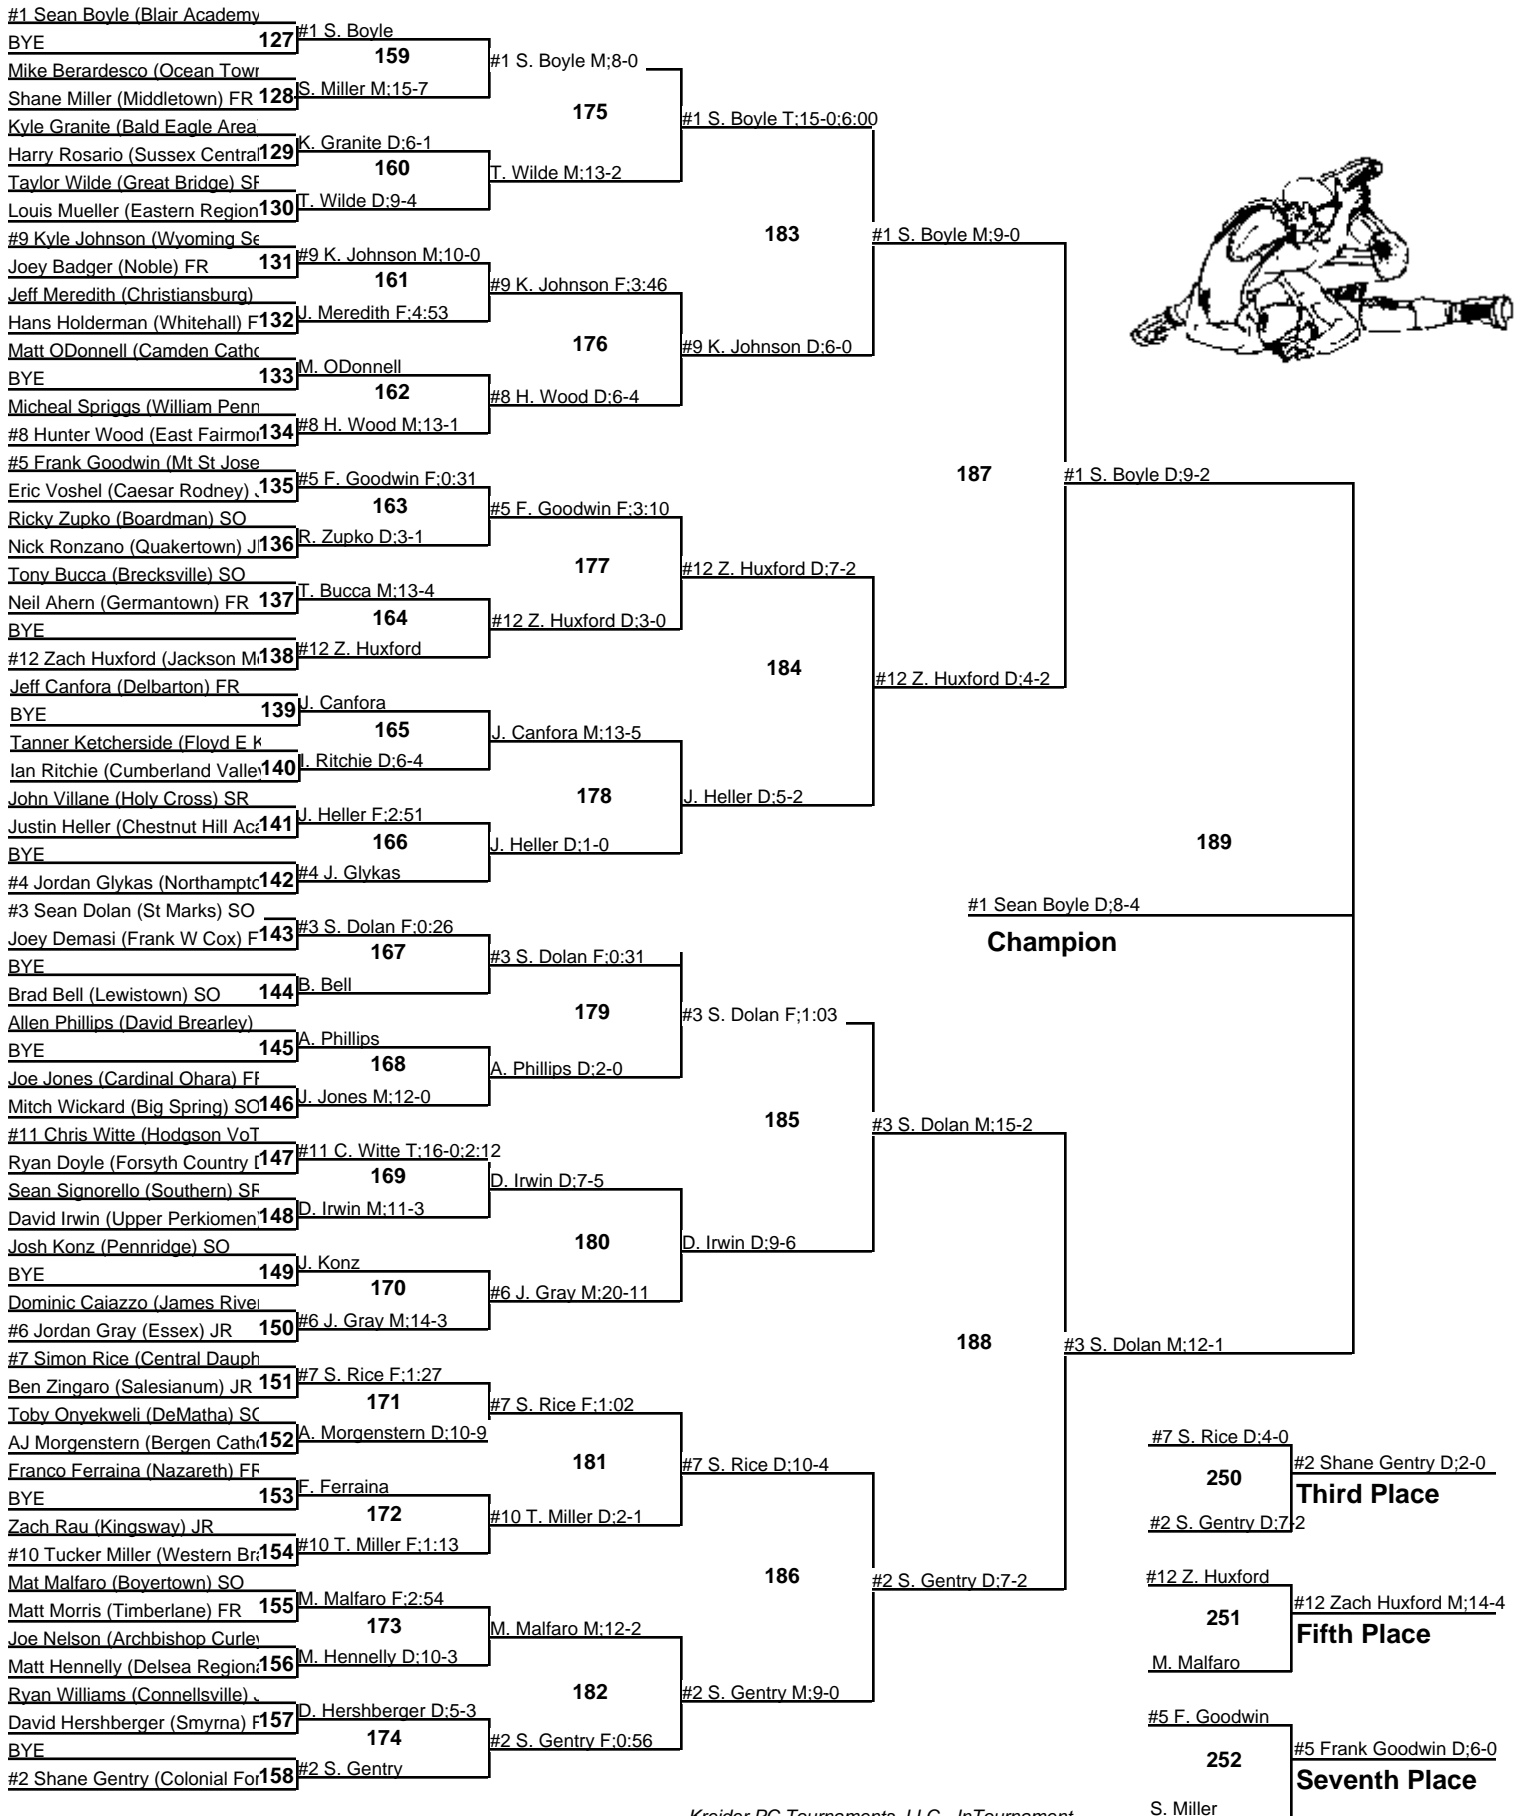 #1 Sean Boyle (Blair Academy
BYE
127
Mike Berardesco (Ocean Town
Shane Miller (Middletown) FR 128
Kyle Granite (Bald Eagle Area
Harry Rosario (Sussex Central 129
Taylor Wilde (Great Bridge)
Louis Mueller (Eastern Region 130
#9 Kyle Johnson (Wyoming Se
Joey Badger (Noble) FR 131
Jeff Meredith (Christiansburg)
Hans Holderman (Whitehall) F 132
Matt ODonnell (Camden Catho
BYE 133
Micheal Spriggs (William Penn
#8 Hunter Wood (East Fairmon 134
#5 Frank Goodwin (Mt St Jose
Eric Voshel (Caesar Rodney) 135
Ricky Zupko (Boardman) SO
Nick Ronzano (Quakertown) 136
Tony Bucca (Brecksville) SO
Neil Ahern (Germantown) FR 137
BYE
#12 Zach Huxford (Jackson 138
Jeff Canfora (Delbarton) FR
BYE 139
Tanner Ketcherside (Floyd E K
Ian Ritchie (Cumberland Valley 140
John Villane (Holy Cross) SR
Justin Heller (Chestnut Hill Aca 141
BYE
#4 Jordan Glykas (Northampto 142
#3 Sean Dolan (St Marks) SO
Joey Demasi (Frank W Cox) F 143
BYE
Brad Bell (Lewistown) SO 144
Allen Phillips (David Brearley)
BYE 145
Joe Jones (Cardinal Ohara)
Mitch Wickard (Big Spring) SO 146
#11 Chris Witte (Hodgson VoT
Ryan Doyle (Forsyth Country 147
Sean Signorello (Southern) SR
David Irwin (Upper Perkiomen) 148
Josh Konz (Pennridge) SO
BYE 149
Dominic Caiazzo (James River
#6 Jordan Gray (Essex) JR 150
#7 Simon Rice (Central Dauph
Ben Zingaro (Salesianum) JR 151
Toby Onyekweli (DeMatha) SO
AJ Morgenstern (Bergen Catho 152
Franco Ferraina (Nazareth) FR
BYE 153
Zach Rau (Kingsway) JR
#10 Tucker Miller (Western Bra 154
Mat Malfaro (Boyertown) SO
Matt Morris (Timberlane) FR 155
Joe Nelson (Archbishop Curley
Matt Hennelly (Delsea Regiona 156
Ryan Williams (Connellsville)
David Hershberger (Smyrna) F 157
BYE
#2 Shane Gentry (Colonial For 158
#1 S. Boyle
159
S. Miller M;15-7
K. Granite D;6-1
160
T. Wilde D;9-4
#9 K. Johnson M;10-0
161
J. Meredith F;4:53
M. ODonnell
162
#8 H. Wood M;13-1
#5 F. Goodwin F;0:31
163
R. Zupko D;3-1
T. Bucca M;13-4
164
#12 Z. Huxford
J. Canfora
165
I. Ritchie D;6-4
J. Heller F;2:51
166
#4 J. Glykas
#3 S. Dolan F;0:26
167
B. Bell
A. Phillips
168
J. Jones M;12-0
#11 C. Witte T;16-0;2:12
169
D. Irwin M;11-3
J. Konz
170
#6 J. Gray M;14-3
#7 S. Rice F;1:27
171
A. Morgenstern D;10-9
F. Ferraina
172
#10 T. Miller F;1:13
M. Malfaro F;2:54
173
M. Hennelly D;10-3
D. Hershberger D;5-3
174
#2 S. Gentry
#1 S. Boyle M;8-0
175
T. Wilde M;13-2
#9 K. Johnson F;3:46
176
#8 H. Wood D;6-4
#5 F. Goodwin F;3:10
177
#12 Z. Huxford D;3-0
J. Canfora M;13-5
178
J. Heller D;1-0
#3 S. Dolan F;0:31
179
A. Phillips D;2-0
D. Irwin D;7-5
180
#6 J. Gray M;20-11
#7 S. Rice F;1:02
181
#10 T. Miller D;2-1
M. Malfaro M;12-2
182
#2 S. Gentry F;0:56
#1 S. Boyle T;15-0;6:00
183
#9 K. Johnson D;6-0
#12 Z. Huxford D;7-2
184
J. Heller D;5-2
#3 S. Dolan F;1:03
185
D. Irwin D;9-6
#7 S. Rice D;10-4
186
#2 S. Gentry M;9-0
#1 S. Boyle M;9-0
187
#12 Z. Huxford D;4-2
#3 S. Dolan M;15-2
188
#2 S. Gentry D;7-2
#1 S. Boyle D;9-2
189
#3 S. Dolan M;12-1
#1 Sean Boyle D;8-4
Champion
#7 S. Rice D;4-0
250
#2 S. Gentry D;7-2
#2 Shane Gentry D;2-0
Third Place
#12 Z. Huxford
251
M. Malfaro
#12 Zach Huxford M;14-4
Fifth Place
#5 F. Goodwin
252
S. Miller
#5 Frank Goodwin D;6-0
Seventh Place